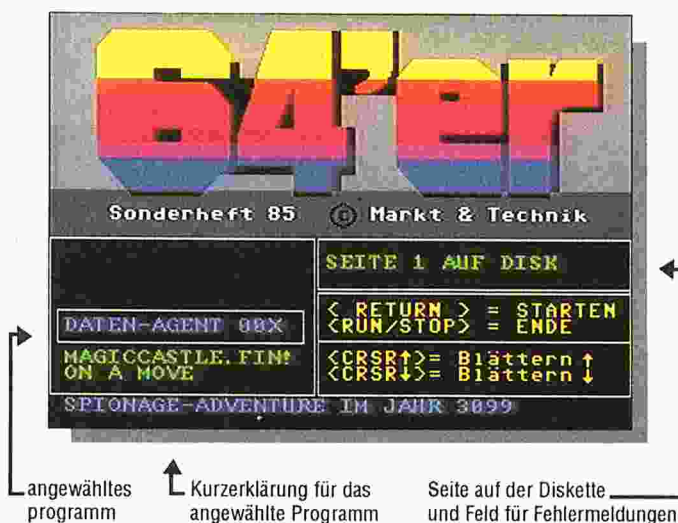 64'er
Sonderheft 85 © Markt & Technik
SEITE 1 AUF DISK
DATEN-AGENT 00X
MAGICCASTLE.FIN!
ON A MOVE
< RETURN > = STARTEN
<RUN/STOP> = ENDE
<CRSR↑>= Blättern ↑
<CRSR↓>= Blättern ↓
SPIONAGE-ADVENTURE IM JAHR 3099
angewähltes
programm
Kurzerklärung für das
angewählte Programm
Seite auf der Diskette
und Feld für Fehlermeldungen